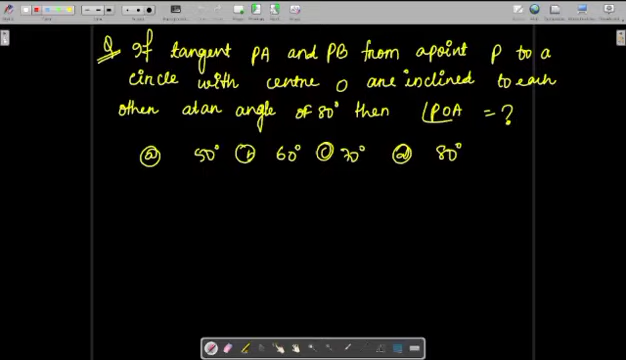 Q If tangent PA and PB from a point P to a
circle with centre O are inclined to each
other at an angle of 80° then ∠POA = ?
(a) 50° (b) 60° (c) 70° (d) 80°